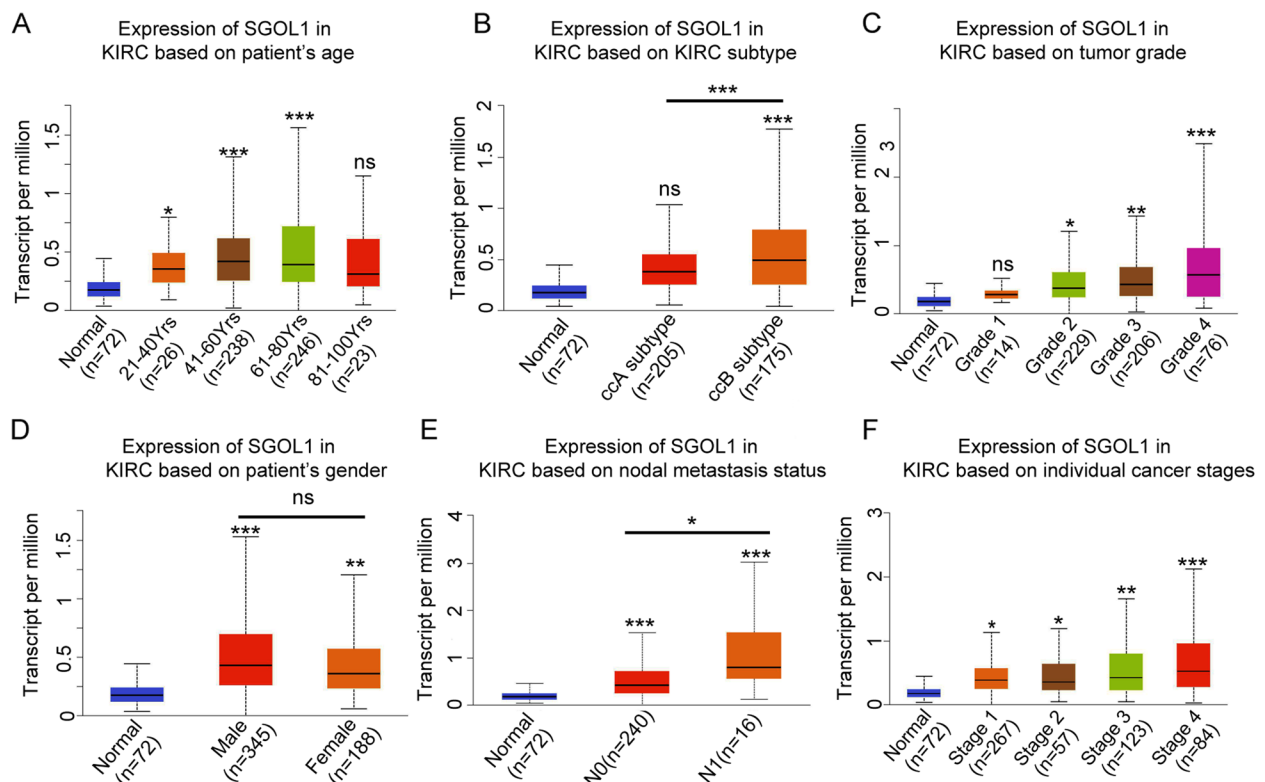 A
Expression of SGOL1 in
KIRC based on patient's age
***
***
*
ns
Transcript per million
1.5
1
0.5
0
Normal
(n=72)
21-40Yrs
(n=26)
41-60Yrs
(n=238)
61-80Yrs
(n=246)
81-100Yrs
(n=23)
B
Expression of SGOL1 in
KIRC based on KIRC subtype
***
***
ns
Transcript per million
2
1.5
1
0.5
0
Normal
(n=72)
ccA subtype
(n=205)
ccB subtype
(n=175)
C
Expression of SGOL1 in
KIRC based on tumor grade
***
**
*
ns
Transcript per million
3
2
1
0
Normal
(n=72)
Grade 1
(n=14)
Grade 2
(n=229)
Grade 3
(n=206)
Grade 4
(n=76)
D
Expression of SGOL1 in
KIRC based on patient's gender
ns
***
**
Transcript per million
1.5
1
0.5
0
Normal
(n=72)
Male
(n=345)
Female
(n=188)
E
Expression of SGOL1 in
KIRC based on nodal metastasis status
*
***
***
Transcript per million
4
3
2
1
0
Normal
(n=72)
N0(n=240)
N1(n=16)
F
Expression of SGOL1 in
KIRC based on individual cancer stages
***
**
*
*
Transcript per million
3
2
1
0
Normal
(n=72)
Stage 1
(n=267)
Stage 2
(n=57)
Stage 3
(n=123)
Stage 4
(n=84)